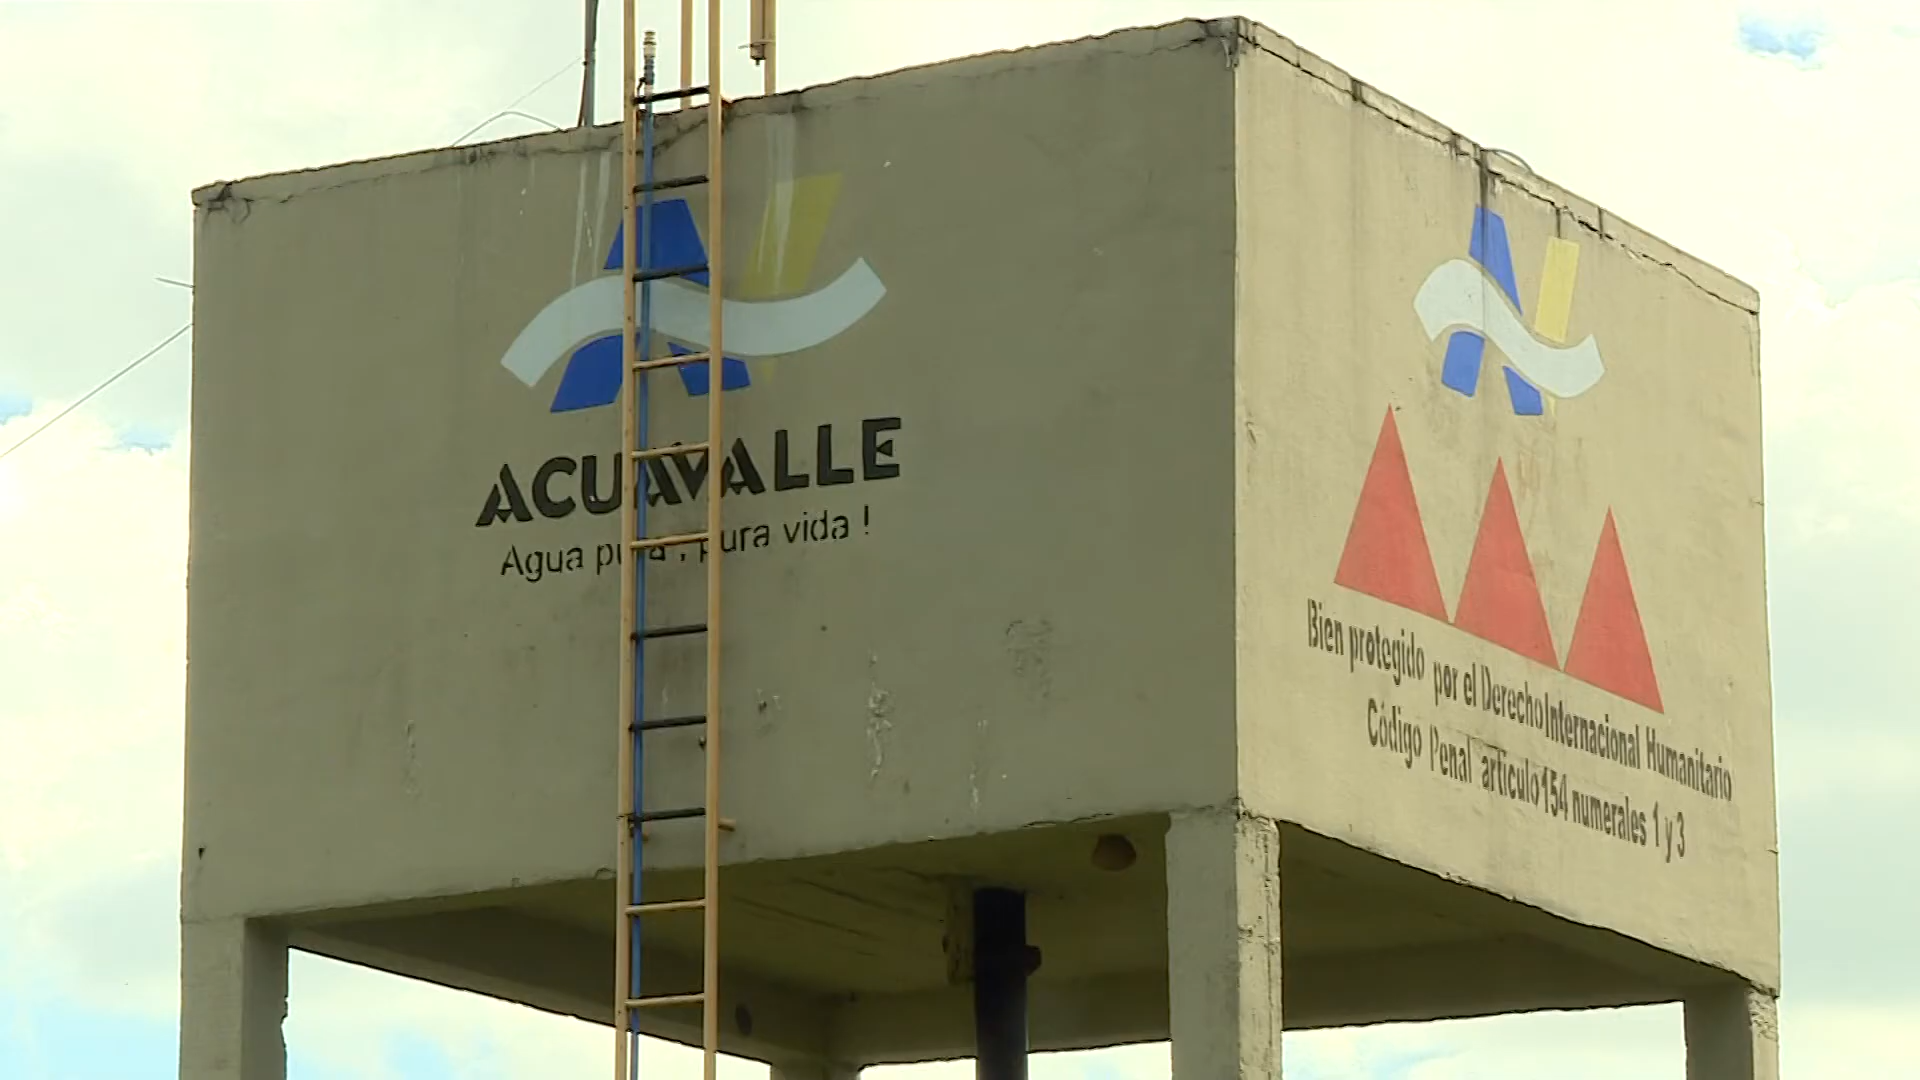 ACUAVALLE
Agua pura, pura vida !
Bien protegido por el Derecho Internacional Humanitario
Código Penal artículo 154 numerales 1 y 3